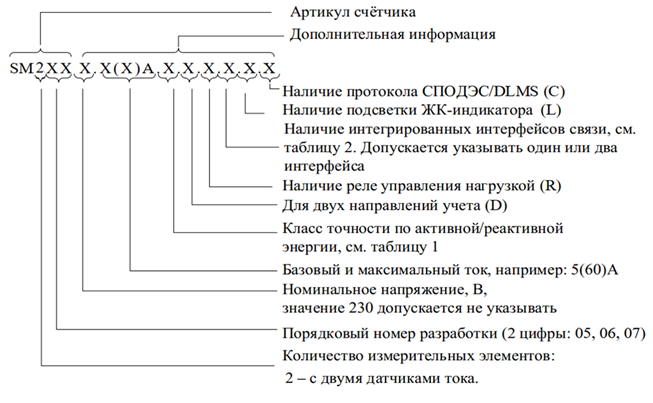 Артикул счётчика
Дополнительная информация
SM2XX X.X(X)A.X.X.X.X.X.X
Наличие протокола СПОДЭС/DLMS (C)
Наличие подсветки ЖК-индикатора (L)
Наличие интегрированных интерфейсов связи, см.
таблицу 2. Допускается указывать один или два
интерфейса
Наличие реле управления нагрузкой (R)
Для двух направлений учета (D)
Класс точности по активной/реактивной
энергии, см. таблицу 1
Базовый и максимальный ток, например: 5(60)А
Номинальное напряжение, В,
значение 230 допускается не указывать
Порядковый номер разработки (2 цифры: 05, 06, 07)
Количество измерительных элементов:
2 – с двумя датчиками тока.